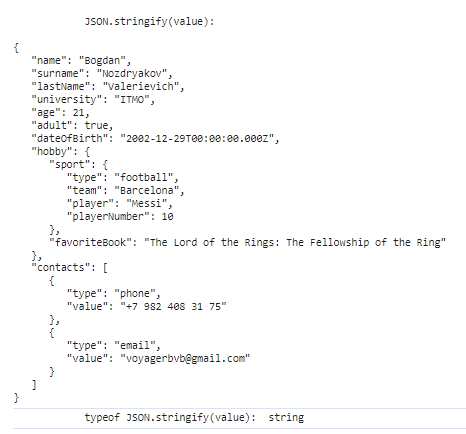 JSON.stringify(value):
{
"name": "Bogdan",
"surname": "Nozdryakov",
"lastName": "Valerievich",
"university": "ITMO",
"age": 21,
"adult": true,
"dateOfBirth": "2002-12-29T00:00:00.000Z",
"hobby": {
"sport": {
"type": "football",
"team": "Barcelona",
"player": "Messi",
"playerNumber": 10
},
"favoriteBook": "The Lord of the Rings: The Fellowship of the Ring"
},
"contacts": [
{
"type": "phone",
"value": "+7 982 408 31 75"
},
{
"type": "email",
"value": "voyagerbvb@gmail.com"
}
]
}
typeof JSON.stringify(value): string